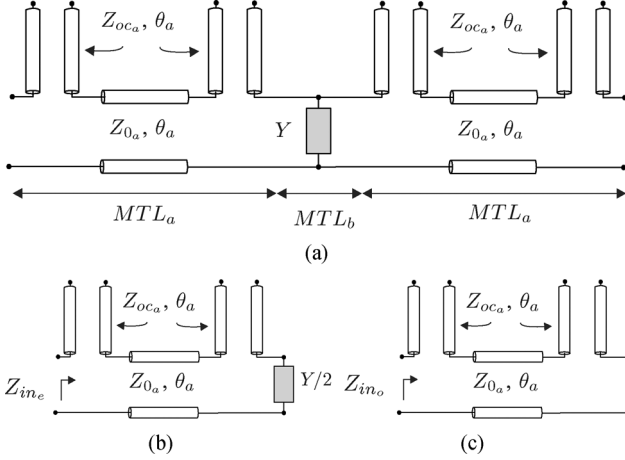 Z_{oc_a}, θ_a Z_{oc_a}, θ_a
Z_{0_a}, θ_a Y Z_{0_a}, θ_a
MTL_a MTL_b MTL_a
(a)
Z_{oc_a}, θ_a Z_{oc_a}, θ_a
Z_{in_e} Z_{0_a}, θ_a Y/2 Z_{in_o} Z_{0_a}, θ_a
(b) (c)